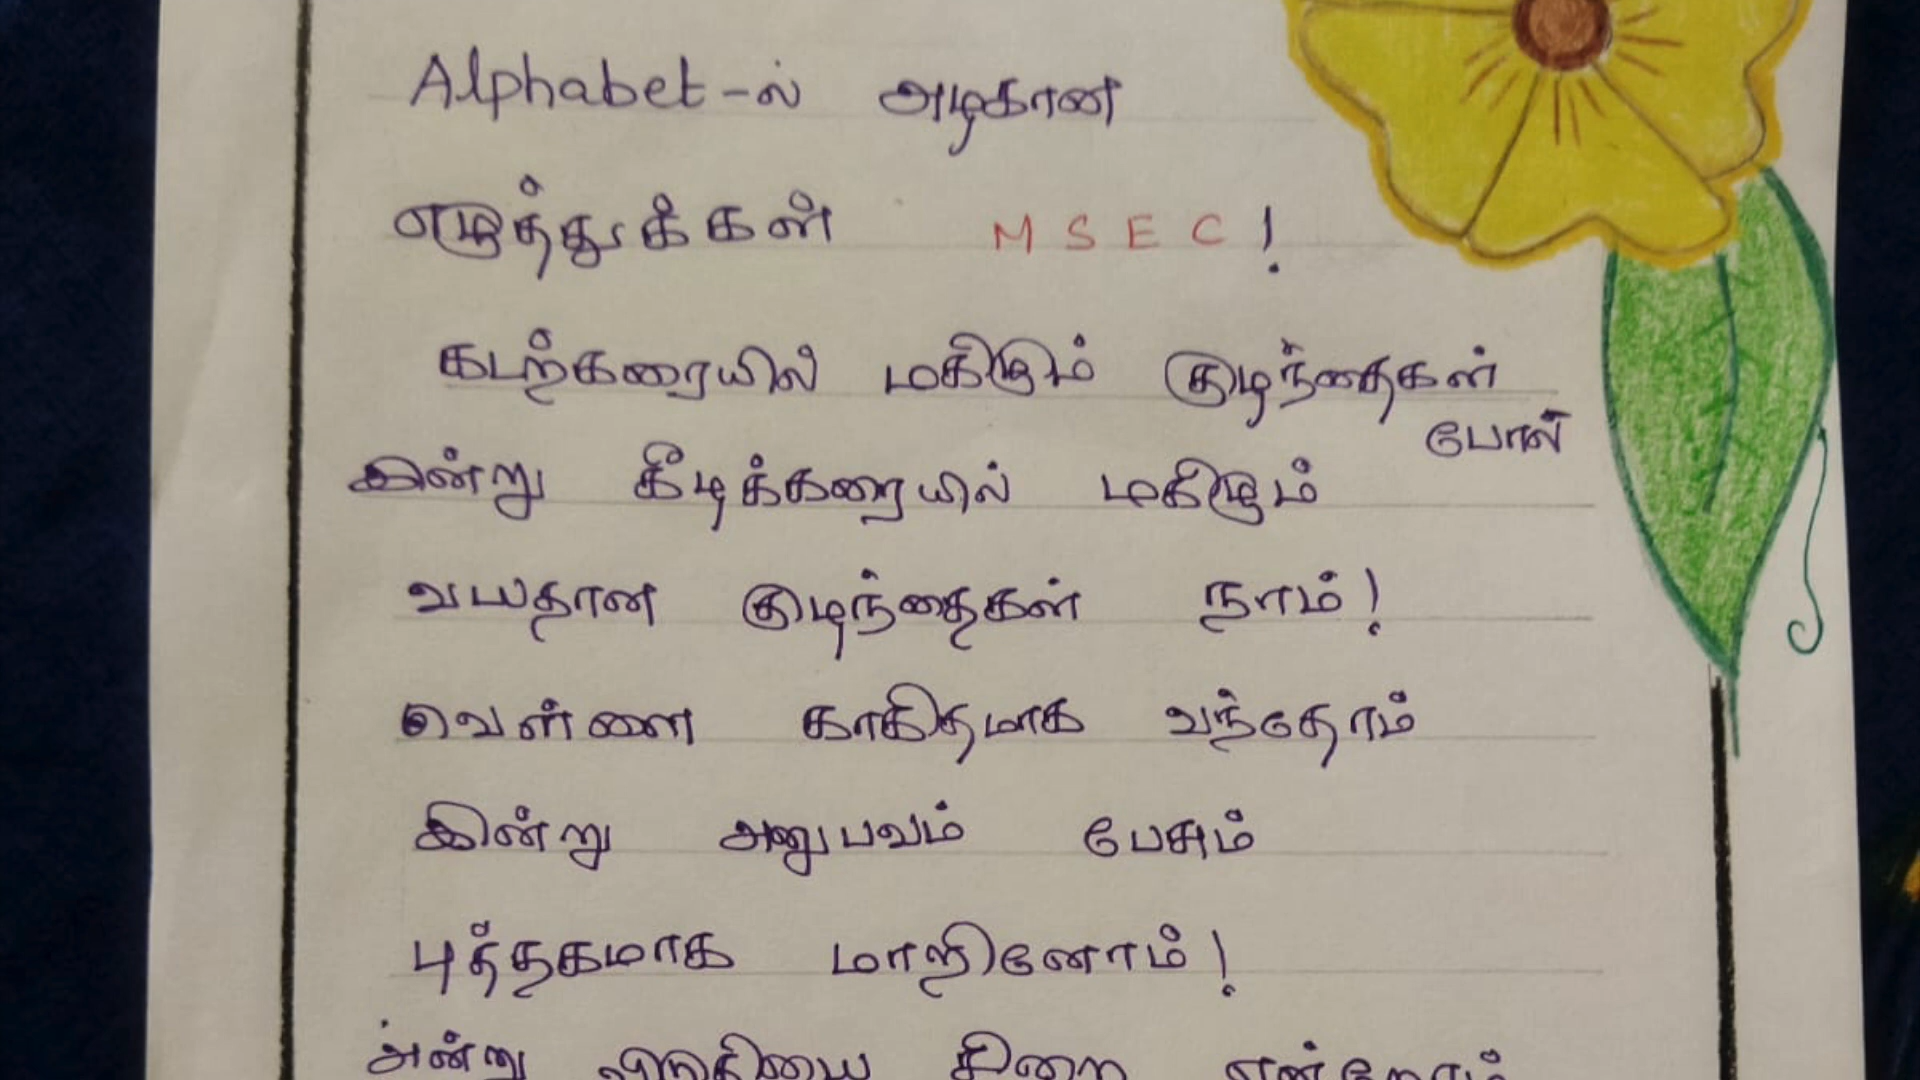 Alphabet-ல் அழகான
எழுத்துக்கள் MSEC!
கடற்கரையில் மகிழும் குழந்தைகள்
போல்
இன்று கீழக்கரையில் மகிழும்
வயதான குழந்தைகள் நாம்!
வெள்ளை காகிதமாக வந்தோம்
இன்று அனுபவம் பேசும்
புத்தகமாக மாறினோம்!
அன்று விடுதியை சிறை என்றோம்